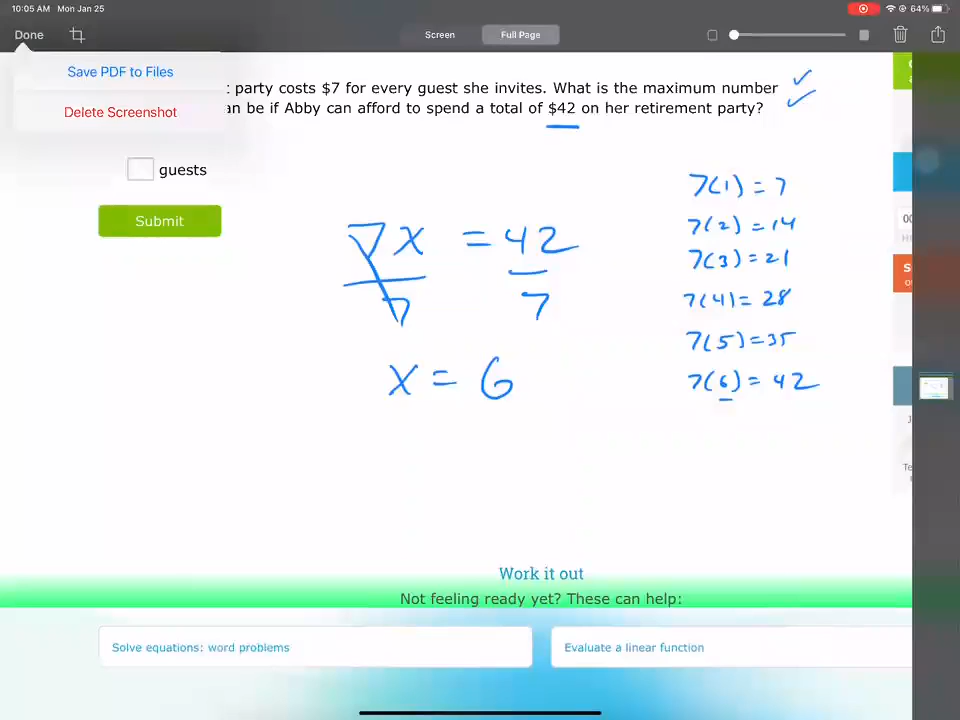 10:05 AM Mon Jan 25
64%
Done
Screen
Full Page
Save PDF to Files
Delete Screenshot
party costs $7 for every guest she invites. What is the maximum number
an be if Abby can afford to spend a total of $42 on her retirement party?
guests
Submit
7x = 42
7 7
x = 6
7(1) = 7
7(2) = 14
7(3) = 21
7(4) = 28
7(5) = 35
7(6) = 42
Work it out
Not feeling ready yet? These can help:
Solve equations: word problems
Evaluate a linear function